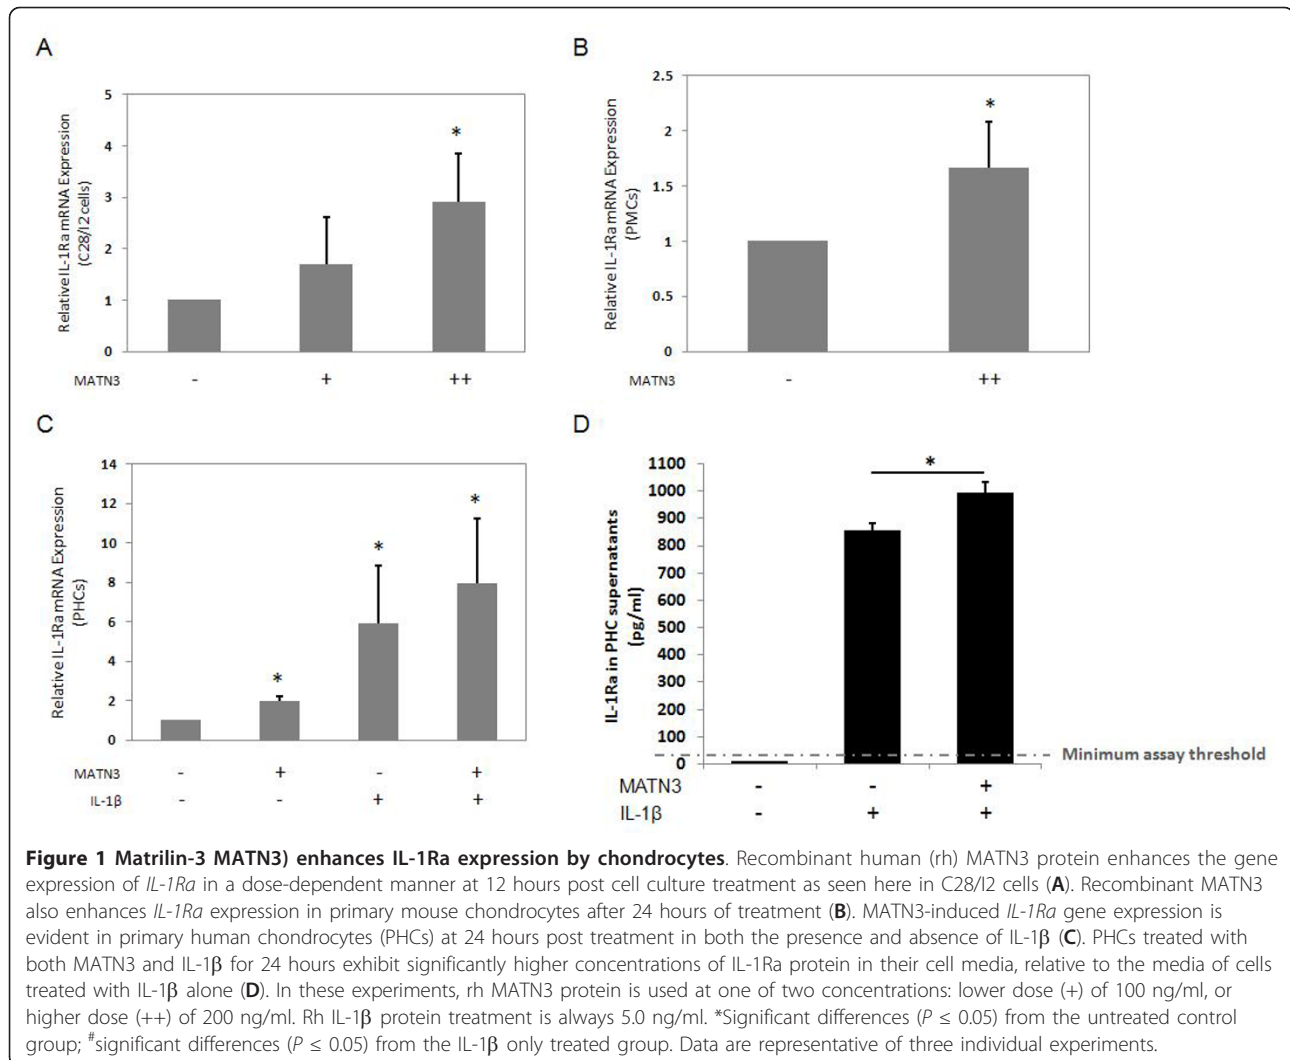 A
Relative IL-1Ra mRNA Expression
(C28/I2 cells)
5
4
3
2
1
0
*
MATN3
-
+
++
B
Relative IL-1Ra mRNA Expression
(PMCs)
2.5
2
1.5
1
0.5
0
*
-
++
C
Relative IL-1Ra mRNA Expression
(PHCs)
14
12
10
8
6
4
2
0
*
*
*
MATN3
-
+
-
+
IL-1β
-
-
+
+
D
IL-1Ra in PHC supernatants
(pg/ml)
1100
1000
900
800
700
600
500
400
300
200
100
0
*
Minimum assay threshold
MATN3
-
-
+
IL-1β
-
+
+
Figure 1 Matrilin-3 MATN3) enhances IL-1Ra expression by chondrocytes. Recombinant human (rh) MATN3 protein enhances the gene
expression of IL-1Ra in a dose-dependent manner at 12 hours post cell culture treatment as seen here in C28/I2 cells (A). Recombinant MATN3
also enhances IL-1Ra expression in primary mouse chondrocytes after 24 hours of treatment (B). MATN3-induced IL-1Ra gene expression is
evident in primary human chondrocytes (PHCs) at 24 hours post treatment in both the presence and absence of IL-1β (C). PHCs treated with
both MATN3 and IL-1β for 24 hours exhibit significantly higher concentrations of IL-1Ra protein in their cell media, relative to the media of cells
treated with IL-1β alone (D). In these experiments, rh MATN3 protein is used at one of two concentrations: lower dose (+) of 100 ng/ml, or
higher dose (++) of 200 ng/ml. Rh IL-1β protein treatment is always 5.0 ng/ml. *Significant differences (P ≤ 0.05) from the untreated control
group; #significant differences (P ≤ 0.05) from the IL-1β only treated group. Data are representative of three individual experiments.